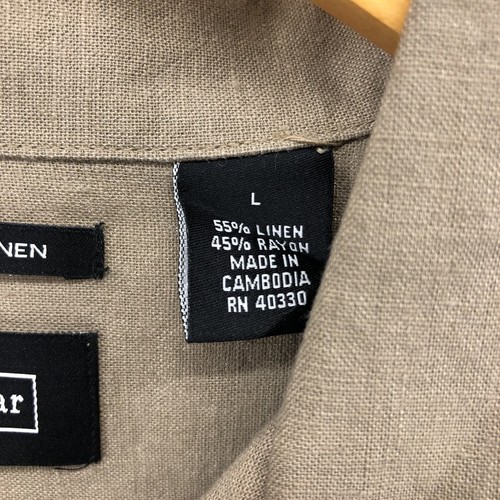 L
55% LINEN
45% RAYON
MADE IN
CAMBODIA
RN 40330
NEN
ar